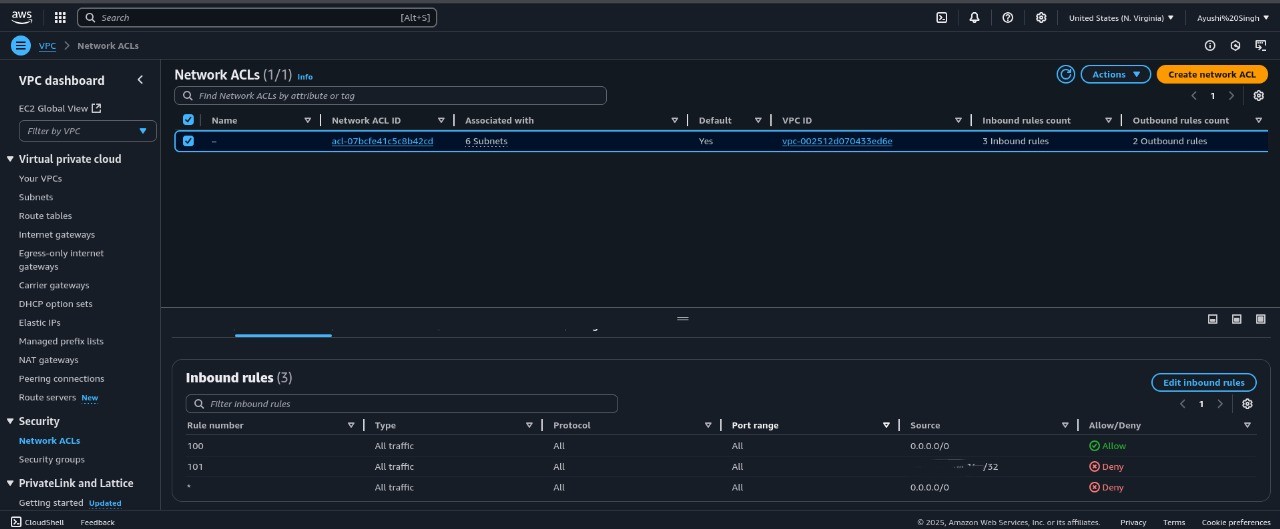 aws Search [Alt+S] United States (N. Virginia) Ayushi%20Singh
VPC Network ACLs
VPC dashboard
EC2 Global View
Filter by VPC
Virtual private cloud
Your VPCs
Subnets
Route tables
Internet gateways
Egress-only internet
gateways
Carrier gateways
DHCP option sets
Elastic IPs
Managed prefix lists
NAT gateways
Peering connections
Route servers New
Security
Network ACLs
Security groups
PrivateLink and Lattice
Getting started Updated
Network ACLs (1/1) Info
Actions Create network ACL
Find Network ACLs by attribute or tag
1
Name Network ACL ID Associated with Default VPC ID Inbound rules count Outbound rules count
– acl-07bcfe41c5c8b42cd 6 Subnets Yes vpc-002512d070433ed6e 3 Inbound rules 2 Outbound rules
Inbound rules (3)
Edit inbound rules
Filter inbound rules
1
Rule number Type Protocol Port range Source Allow/Deny
100 All traffic All All 0.0.0.0/0 Allow
101 All traffic All All /32 Deny
* All traffic All All 0.0.0.0/0 Deny
CloudShell Feedback © 2025, Amazon Web Services, Inc. or its affiliates. Privacy Terms Cookie preferences